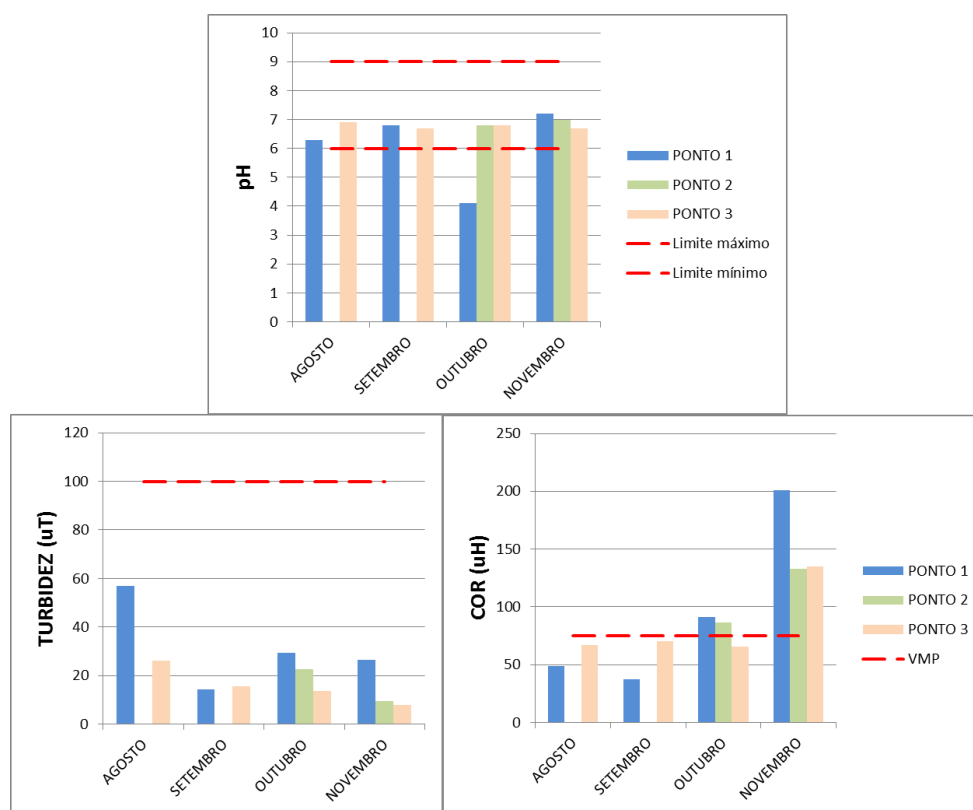 10
9
8
7
6
5
4
3
2
1
0
pH
AGOSTO
SETEMBRO
OUTUBRO
NOVEMBRO
PONTO 1
PONTO 2
PONTO 3
Limite máximo
Limite mínimo
120
100
80
60
40
20
0
TURBIDEZ (uT)
AGOSTO
SETEMBRO
OUTUBRO
NOVEMBRO
250
200
150
100
50
0
COR (uH)
AGOSTO
SETEMBRO
OUTUBRO
NOVEMBRO
PONTO 1
PONTO 2
PONTO 3
VMP